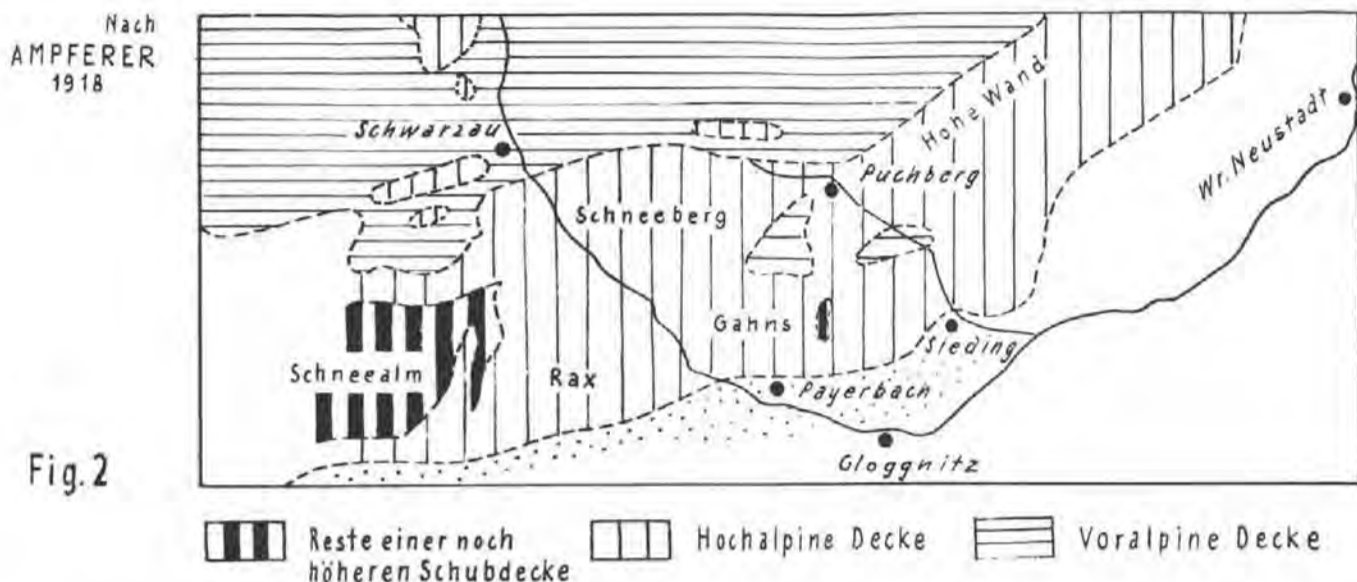 Nach
AMPFERER
1918
Schwarzau
Hohe Wand
Wr. Neustadt
Puchberg
Schneeberg
Gahns
Sieding
Schneealm
Rax
Payerbach
Gloggnitz
Fig. 2
Reste einer noch
höheren Schubdecke
Hochalpine Decke
Voralpine Decke